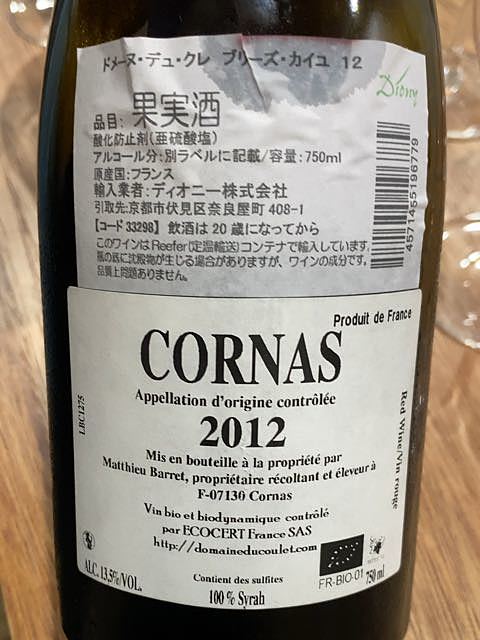 ドメーヌ・デュ・クレ ブリーズ・カイユ 12
Diony
品目: 果実酒
酸化防止剤(亜硫酸塩)
アルコール分:別ラベルに記載/容量:750ml
原産国:フランス
輸入業者:ディオニー株式会社
引取先:京都市伏見区奈良屋町 408-1
【コード 33298】 飲酒は 20 歳になってから
このワインは Reefer(定温輸送)コンテナで輸入しています。
瓶の底に沈殿物が生じる場合がありますが、ワインの成分です。
品質上問題ありません。
4571455196779
Produit de France
CORNAS
Appellation d'origine contrôlée
2012
Mis en bouteille à la propriété par
Matthieu Barret, propriétaire récoltant et éleveur à
F-07130 Cornas
Vin bio et biodynamique contrôlé
par ECOCERT France SAS
http://domaineducoulet.com
Contient des sulfites
100 % Syrah
ALC. 13,5%/VOL.
FR-BIO-01
750 ml
LBC1275
Red Wine/Vin rouge